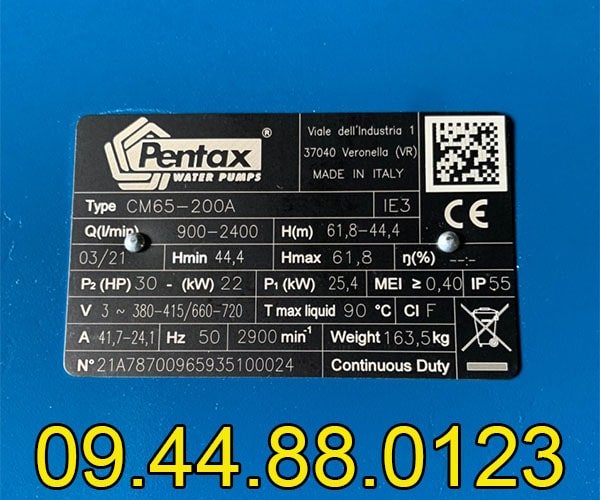 Pentax ®
WATER PUMPS
Viale dell'Industria 1
37040 Veronella (VR)
MADE IN ITALY
Type CM65-200A IE3
Q(l/min) 900-2400 H(m) 61,8-44,4
03/21 Hmin 44,4 Hmax 61,8 η(%) --:-
P2 (HP) 30 - (kW) 22 P1 (kW) 25,4 MEI ≥ 0,40 IP 55
V 3 ~ 380-415/660-720 T max liquid 90 °C Cl F
A 41,7-24,1 Hz 50 2900 min-1 Weight 163,5kg
N° 21A78700965935100024 Continuous Duty
CE
09.44.88.0123